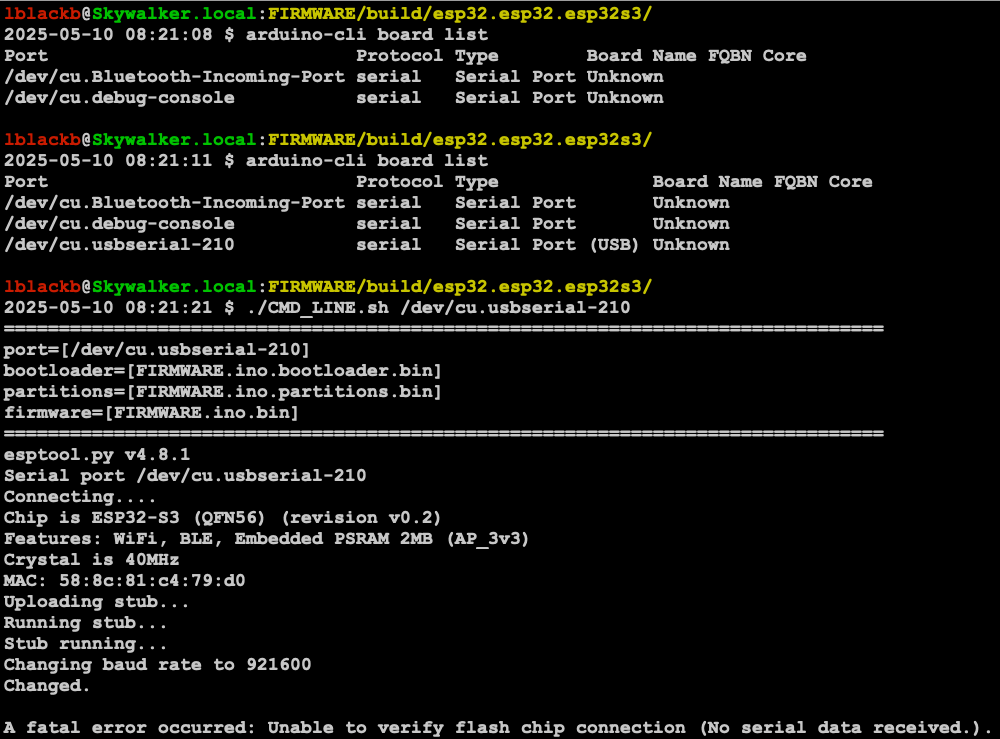 lblackb@Skywalker.local:FIRMWARE/build/esp32.esp32.esp32s3/
2025-05-10 08:21:08 $ arduino-cli board list
Port                            Protocol Type        Board Name FQBN Core
/dev/cu.Bluetooth-Incoming-Port serial   Serial Port Unknown
/dev/cu.debug-console           serial   Serial Port Unknown

lblackb@Skywalker.local:FIRMWARE/build/esp32.esp32.esp32s3/
2025-05-10 08:21:11 $ arduino-cli board list
Port                            Protocol Type              Board Name FQBN Core
/dev/cu.Bluetooth-Incoming-Port serial   Serial Port       Unknown
/dev/cu.debug-console           serial   Serial Port       Unknown
/dev/cu.usbserial-210           serial   Serial Port (USB) Unknown

lblackb@Skywalker.local:FIRMWARE/build/esp32.esp32.esp32s3/
2025-05-10 08:21:21 $ ./CMD_LINE.sh /dev/cu.usbserial-210
================================================================================
port=[/dev/cu.usbserial-210]
bootloader=[FIRMWARE.ino.bootloader.bin]
partitions=[FIRMWARE.ino.partitions.bin]
firmware=[FIRMWARE.ino.bin]
================================================================================
esptool.py v4.8.1
Serial port /dev/cu.usbserial-210
Connecting....
Chip is ESP32-S3 (QFN56) (revision v0.2)
Features: WiFi, BLE, Embedded PSRAM 2MB (AP_3v3)
Crystal is 40MHz
MAC: 58:8c:81:c4:79:d0
Uploading stub...
Running stub...
Stub running...
Changing baud rate to 921600
Changed.

A fatal error occurred: Unable to verify flash chip connection (No serial data received.).